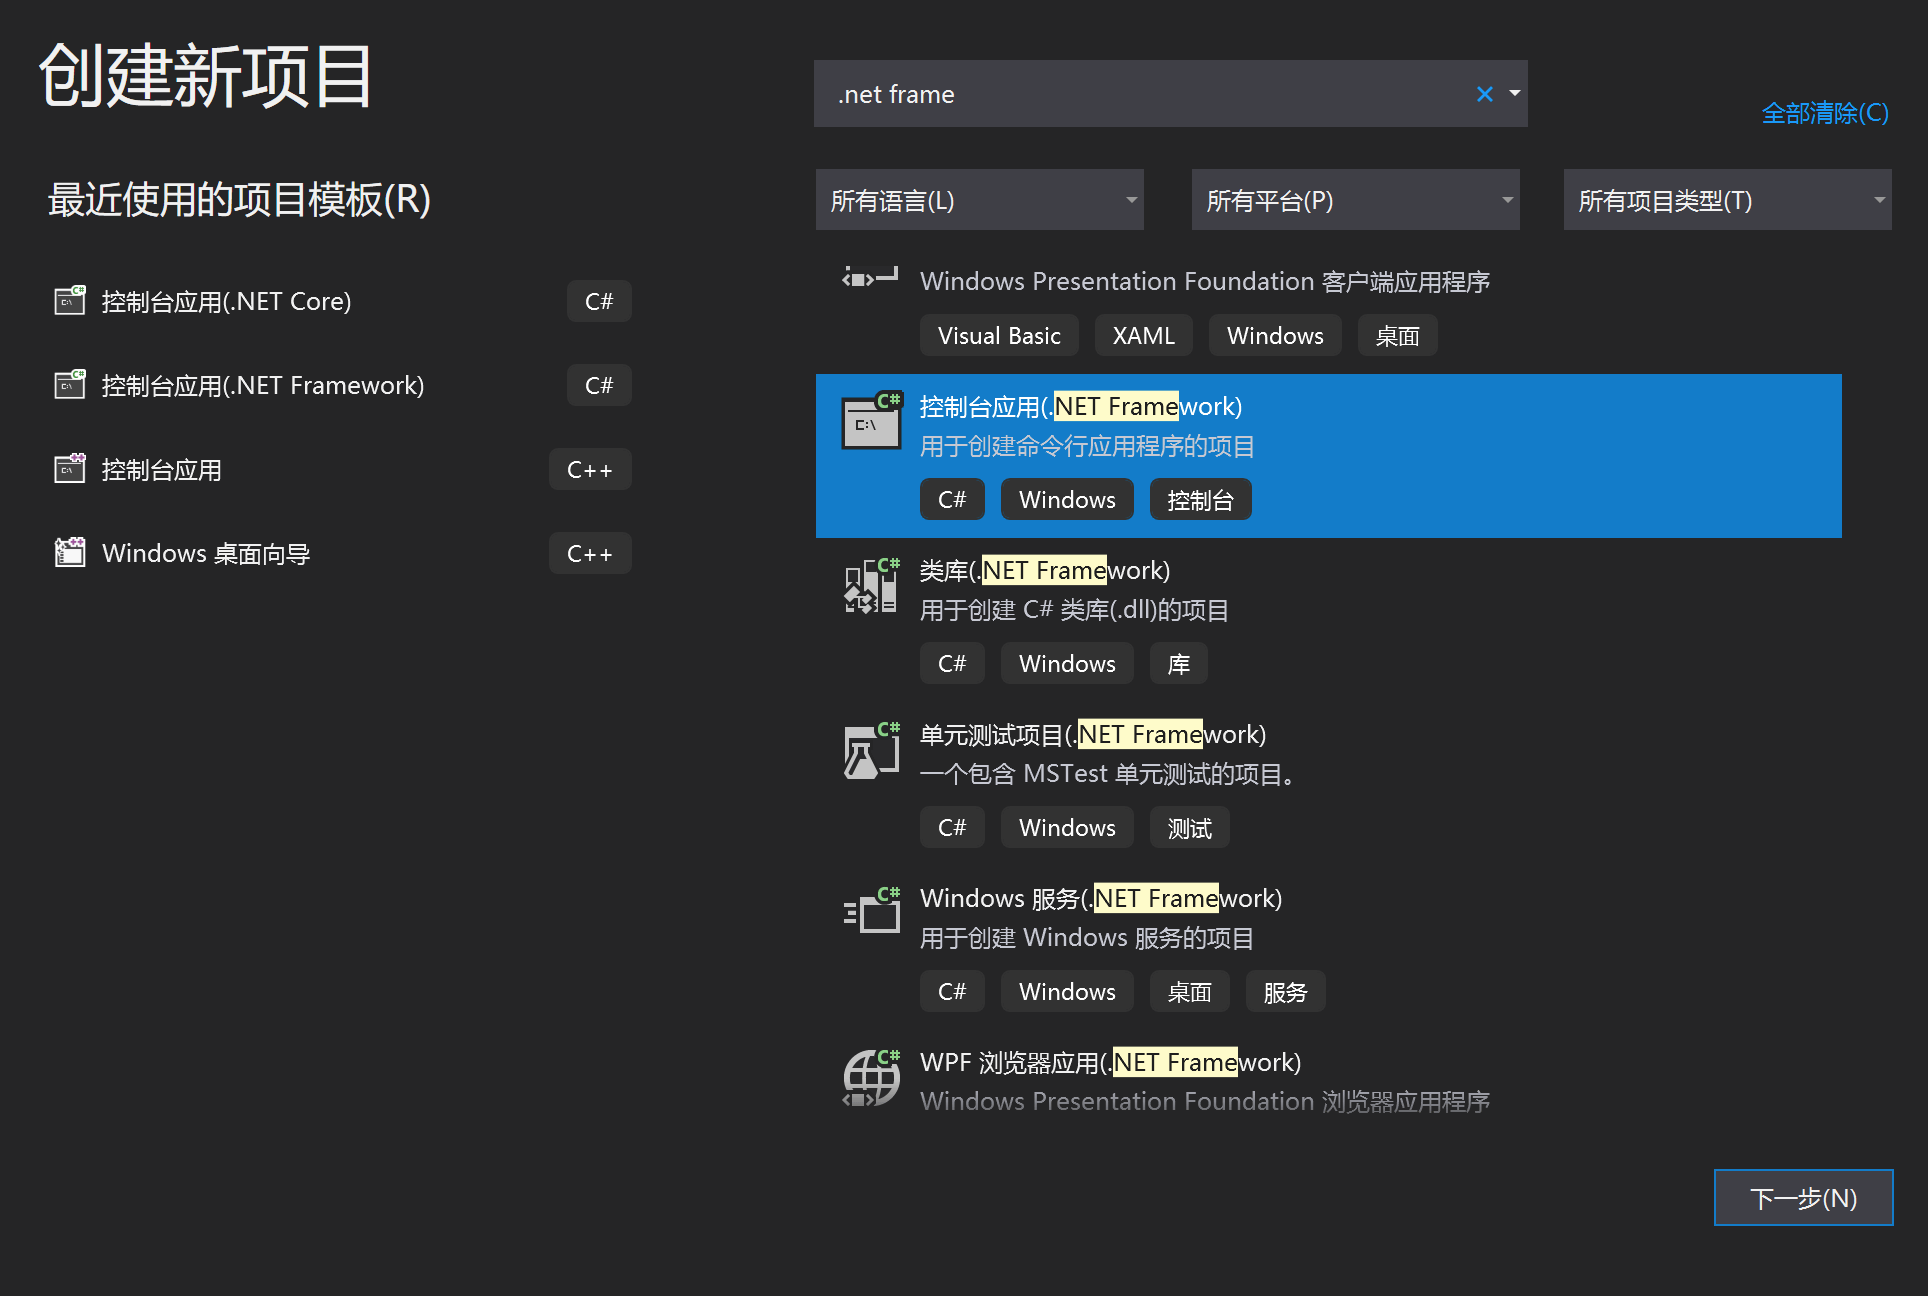 创建新项目
.net frame
全部清除(C)
最近使用的项目模板(R)
所有语言(L)
所有平台(P)
所有项目类型(T)
控制台应用(.NET Core)
C#
控制台应用(.NET Framework)
C#
控制台应用
C++
Windows 桌面向导
C++
Windows Presentation Foundation 客户端应用程序
Visual Basic
XAML
Windows
桌面
控制台应用(.NET Framework)
用于创建命令行应用程序的项目
C#
Windows
控制台
类库(.NET Framework)
用于创建 C# 类库(.dll)的项目
C#
Windows
库
单元测试项目(.NET Framework)
一个包含 MSTest 单元测试的项目。
C#
Windows
测试
Windows 服务(.NET Framework)
用于创建 Windows 服务的项目
C#
Windows
桌面
服务
WPF 浏览器应用(.NET Framework)
Windows Presentation Foundation 浏览器应用程序
下一步(N)